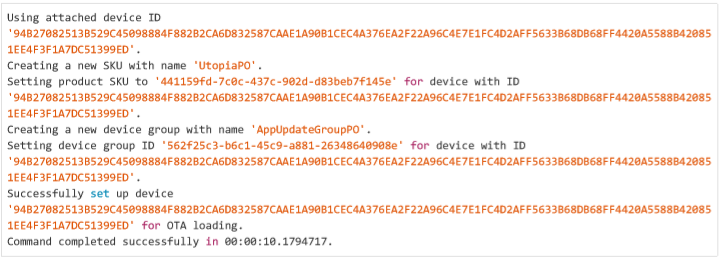 Using attached device ID
'94B27082513B529C45098884F882B2CA6D832587CAAE1A90B1CEC4A376EA2F22A96C4E7E1FC4D2AFF5633B68DB68FF4420A5588B42085
1EE4F3F1A7DC51399ED'.
Creating a new SKU with name 'UtopiaPO'.
Setting product SKU to '441159fd-7c0c-437c-902d-d83beb7f145e' for device with ID
'94B27082513B529C45098884F882B2CA6D832587CAAE1A90B1CEC4A376EA2F22A96C4E7E1FC4D2AFF5633B68DB68FF4420A5588B42085
1EE4F3F1A7DC51399ED'.
Creating a new device group with name 'AppUpdateGroupPO'.
Setting device group ID '562f25c3-b6c1-45c9-a881-26348640908e' for device with ID
'94B27082513B529C45098884F882B2CA6D832587CAAE1A90B1CEC4A376EA2F22A96C4E7E1FC4D2AFF5633B68DB68FF4420A5588B42085
1EE4F3F1A7DC51399ED'.
Successfully set up device
'94B27082513B529C45098884F882B2CA6D832587CAAE1A90B1CEC4A376EA2F22A96C4E7E1FC4D2AFF5633B68DB68FF4420A5588B42085
1EE4F3F1A7DC51399ED' for OTA loading.
Command completed successfully in 00:00:10.1794717.